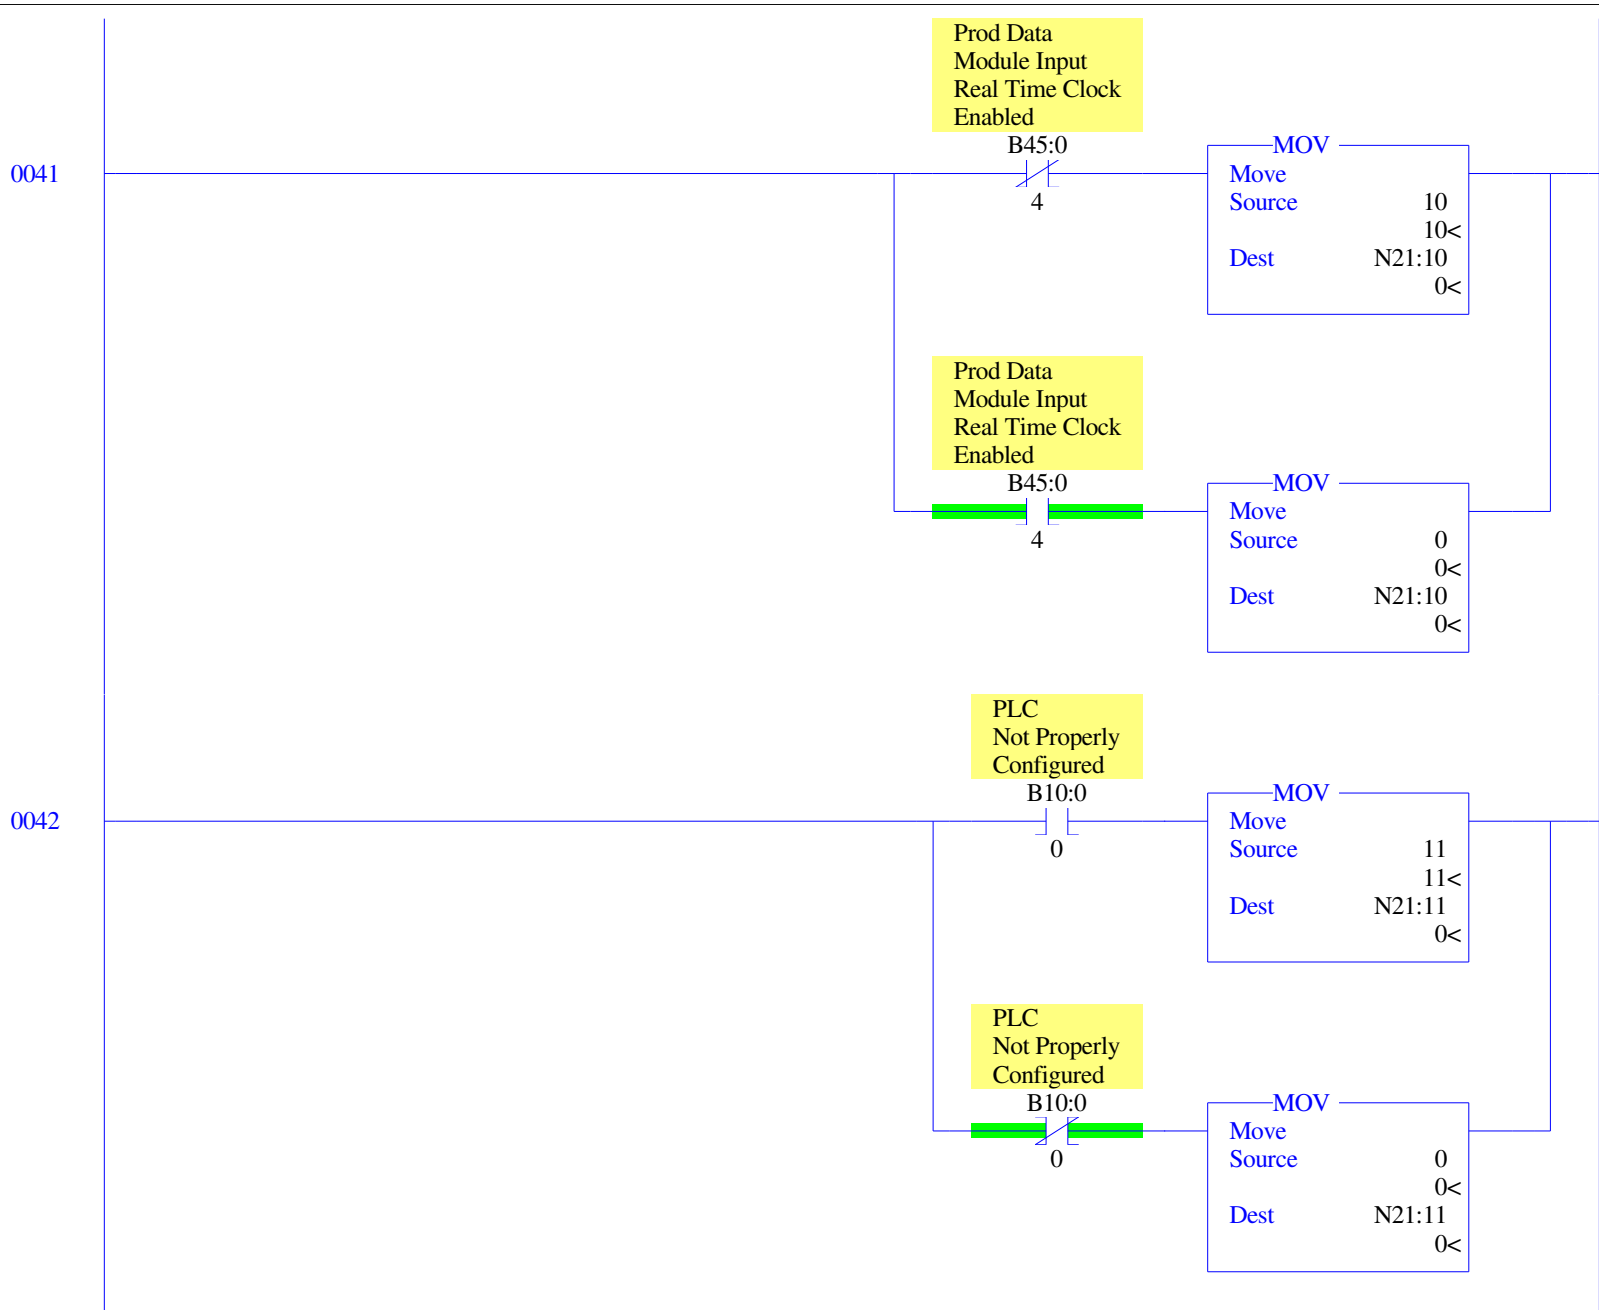 Prod Data
Module Input
Real Time Clock
Enabled
B45:0
4
0041
MOV
Move
Source 10
10<
Dest N21:10
0<
Prod Data
Module Input
Real Time Clock
Enabled
B45:0
4
MOV
Move
Source 0
0<
Dest N21:10
0<
PLC
Not Properly
Configured
B10:0
0
0042
MOV
Move
Source 11
11<
Dest N21:11
0<
PLC
Not Properly
Configured
B10:0
0
MOV
Move
Source 0
0<
Dest N21:11
0<